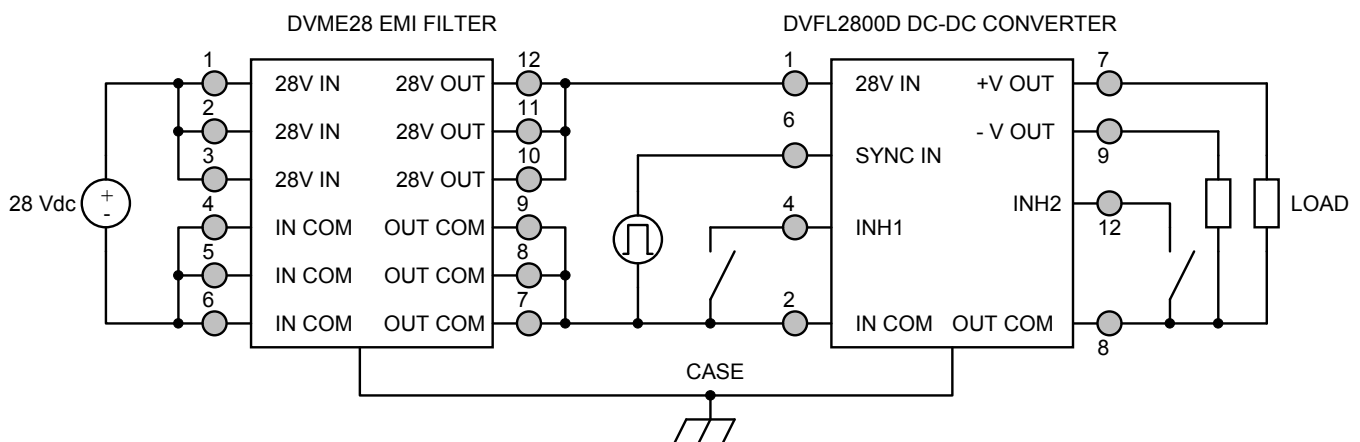 DVME28 EMI FILTER DVFL2800D DC-DC CONVERTER
1 12 1 7
28V IN 28V OUT 28V IN +V OUT
2 11 6
28V IN 28V OUT - V OUT
SYNC IN 9
3 10
28V IN 28V OUT
28 Vdc + - 4 9 4 INH2 LOAD
IN COM OUT COM INH1 12
5 8
IN COM OUT COM
6 7 2
IN COM OUT COM IN COM OUT COM
8
CASE